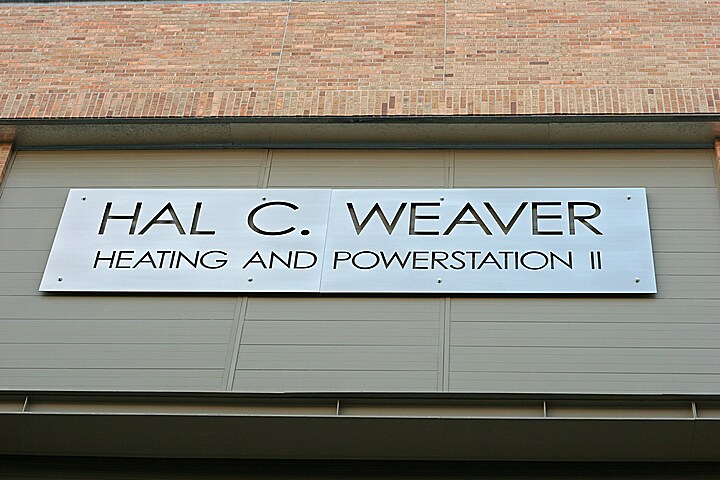 HAL C. WEAVER
HEATING AND POWERSTATION II